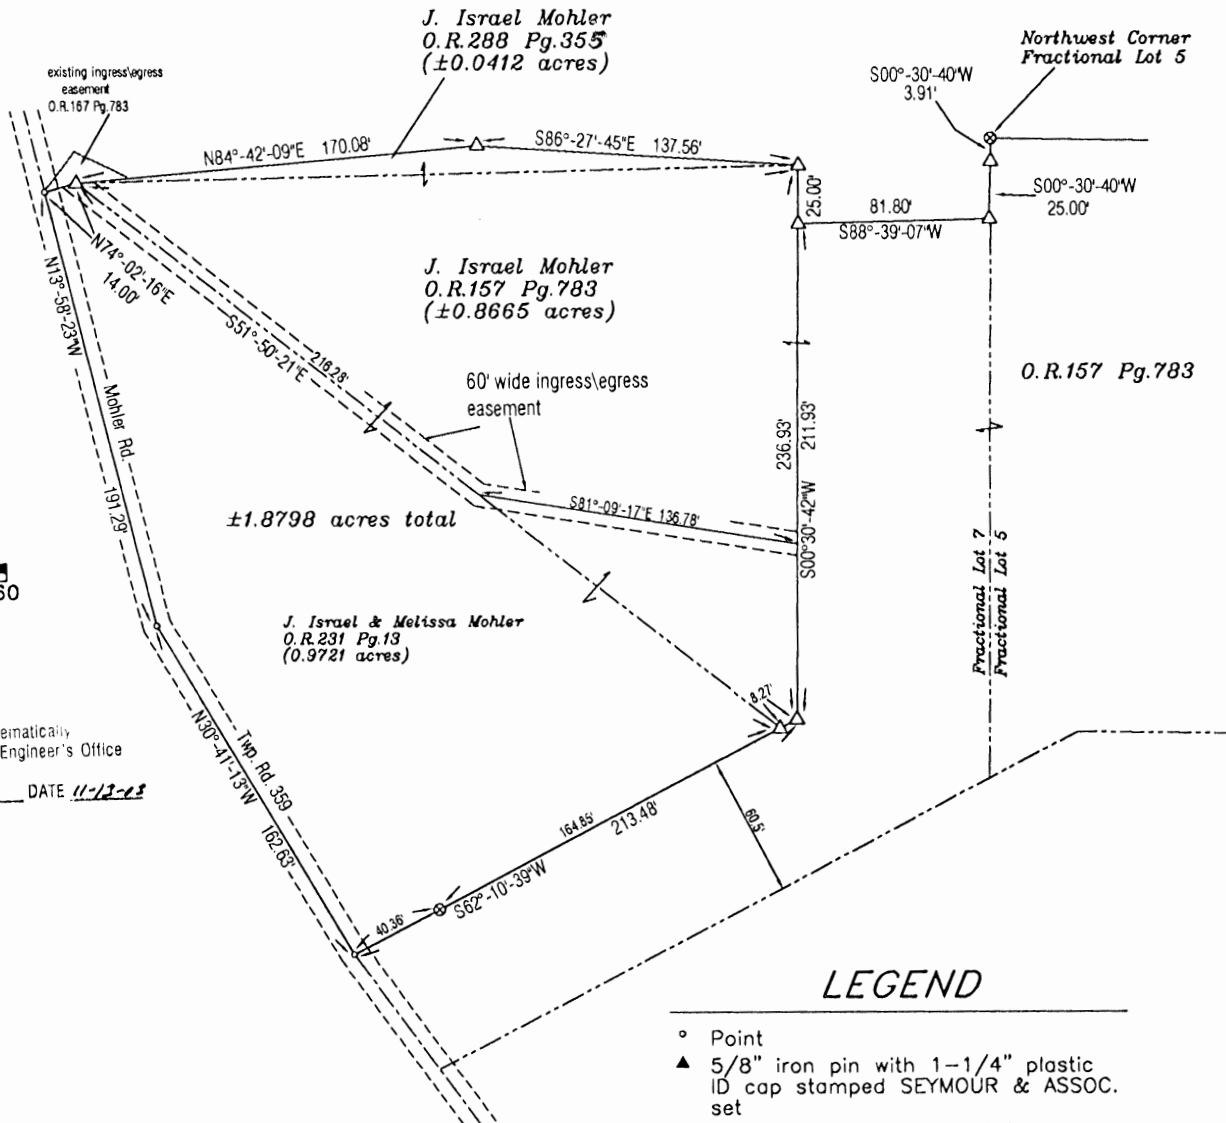 J. Israel Mohler
O.R.288 Pg.355
(±0.0412 acres)
Northwest Corner
Fractional Lot 5
S00°-30'-40"W
3.91'
existing ingress\egress
easement
O.R.167 Pg.783
N84°-42'-09"E 170.08'
S86°-27'-45"E 137.56'
25.00'
S00°-30'-40"W
25.00'
81.80'
S88°-39'-07"W
N74°-02'-16"E
14.00'
N13°-58'-23"W
Mohler Rd.
191.29'
J. Israel Mohler
O.R.157 Pg.783
(±0.8665 acres)
S51°-50'-21"E
216.28'
60' wide ingress\egress
easement
O.R.157 Pg.783
236.93'
211.93'
S00°30'-42"W
S81°-09'-17"E 136.78'
±1.8798 acres total
Fractional Lot 7
Fractional Lot 5
60
J. Israel & Melissa Mohler
O.R.231 Pg.13
(0.9721 acres)
8.27'
ematically
Engineer's Office
DATE 11-13-03
N30°-41'-13"W
162.63'
Twp. Rd. 359
164.85'
213.48'
60.5'
S62°-10'-39"W
40.36'
LEGEND
Point
5/8" iron pin with 1-1/4" plastic
ID cap stamped SEYMOUR & ASSOC.
set